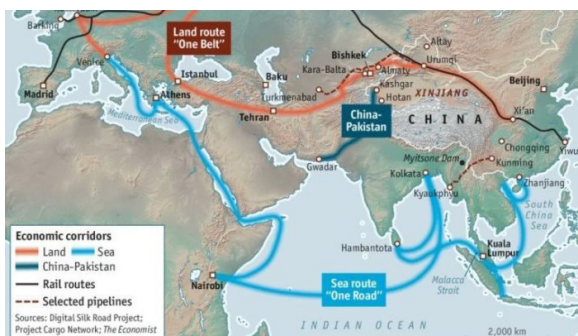 Barking
Land route
"One Belt"
Venice
Madrid
Istanbul
Athens
Mediterranean Sea
Baku
Tehran
Turkmenabad
Kara-Balta
Bishkek
Almaty
Altay
Urumqi
Kashgar
Hotan
XINJIANG
Beijing
Xi'an
CHINA
China-
Pakistan
Gwadar
Chongqing
Yiwu
Myitsone Dam
Kunming
Kolkata
Kyaukphyu
Zhanjiang
South
China
Sea
Hambantota
Kuala
Lumpur
Malacca
Strait
Nairobi
Sea route
"One Road"
INDIAN OCEAN
2,000 km
Economic corridors
Land Sea
China-Pakistan
Rail routes
Selected pipelines
Sources: Digital Silk Road Project;
Project Cargo Network; The Economist